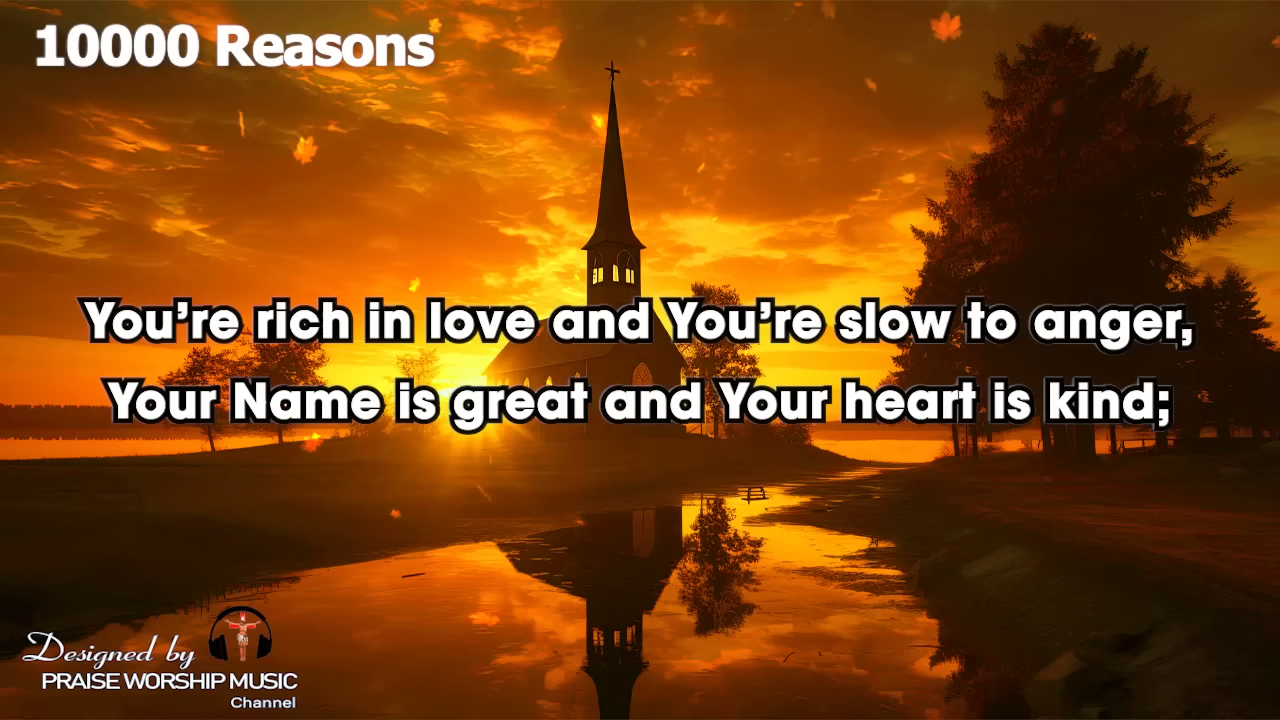 10000 Reasons
You’re rich in love and You’re slow to anger,
Your Name is great and Your heart is kind;
Designed by
PRAISE WORSHIP MUSIC
Channel